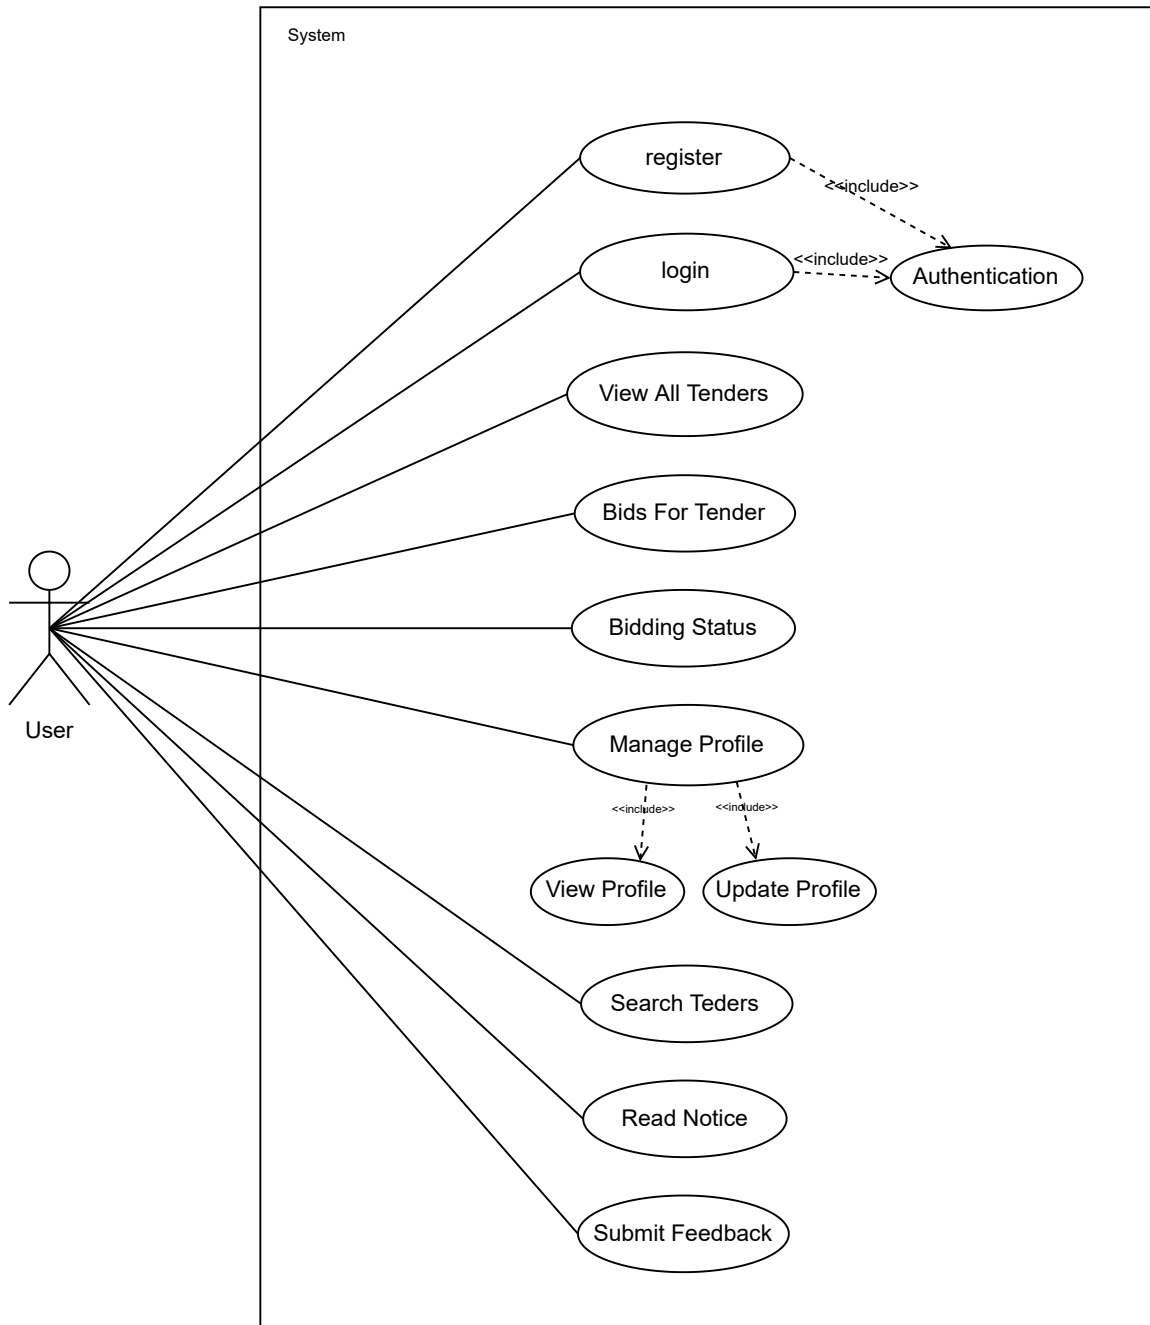 System
register
<<include>>
login
<<include>>
Authentication
View All Tenders
Bids For Tender
Bidding Status
User
Manage Profile
<<include>>
<<include>>
View Profile
Update Profile
Search Teders
Read Notice
Submit Feedback